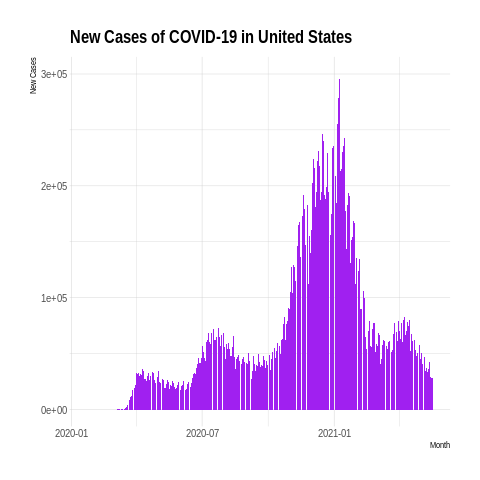 New Cases of COVID-19 in United States
New Cases
3e+05
2e+05
1e+05
0e+00
2020-01 2020-07 2021-01
Month